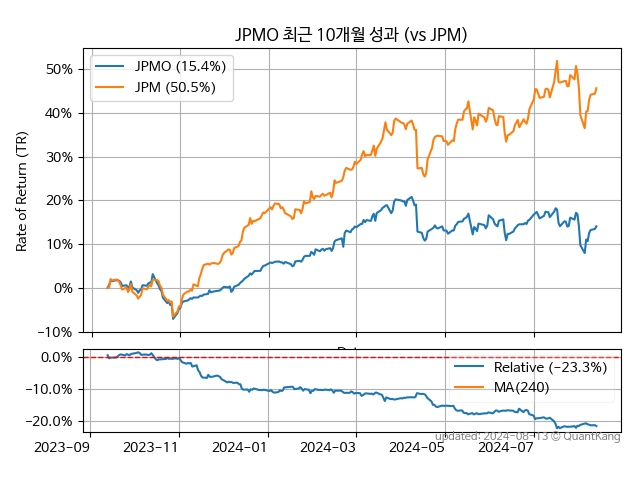 JPMO 최근 10개월 성과 (vs JPM)
JPMO (15.4%)
JPM (50.5%)
Rate of Return (TR)
50%
40%
30%
20%
10%
0%
−10%
0.0%
−10.0%
−20.0%
Relative (−23.3%)
MA(240)
updated: 2024-08-13 © QuantKang
2023-09
2023-11
2024-01
2024-03
2024-05
2024-07